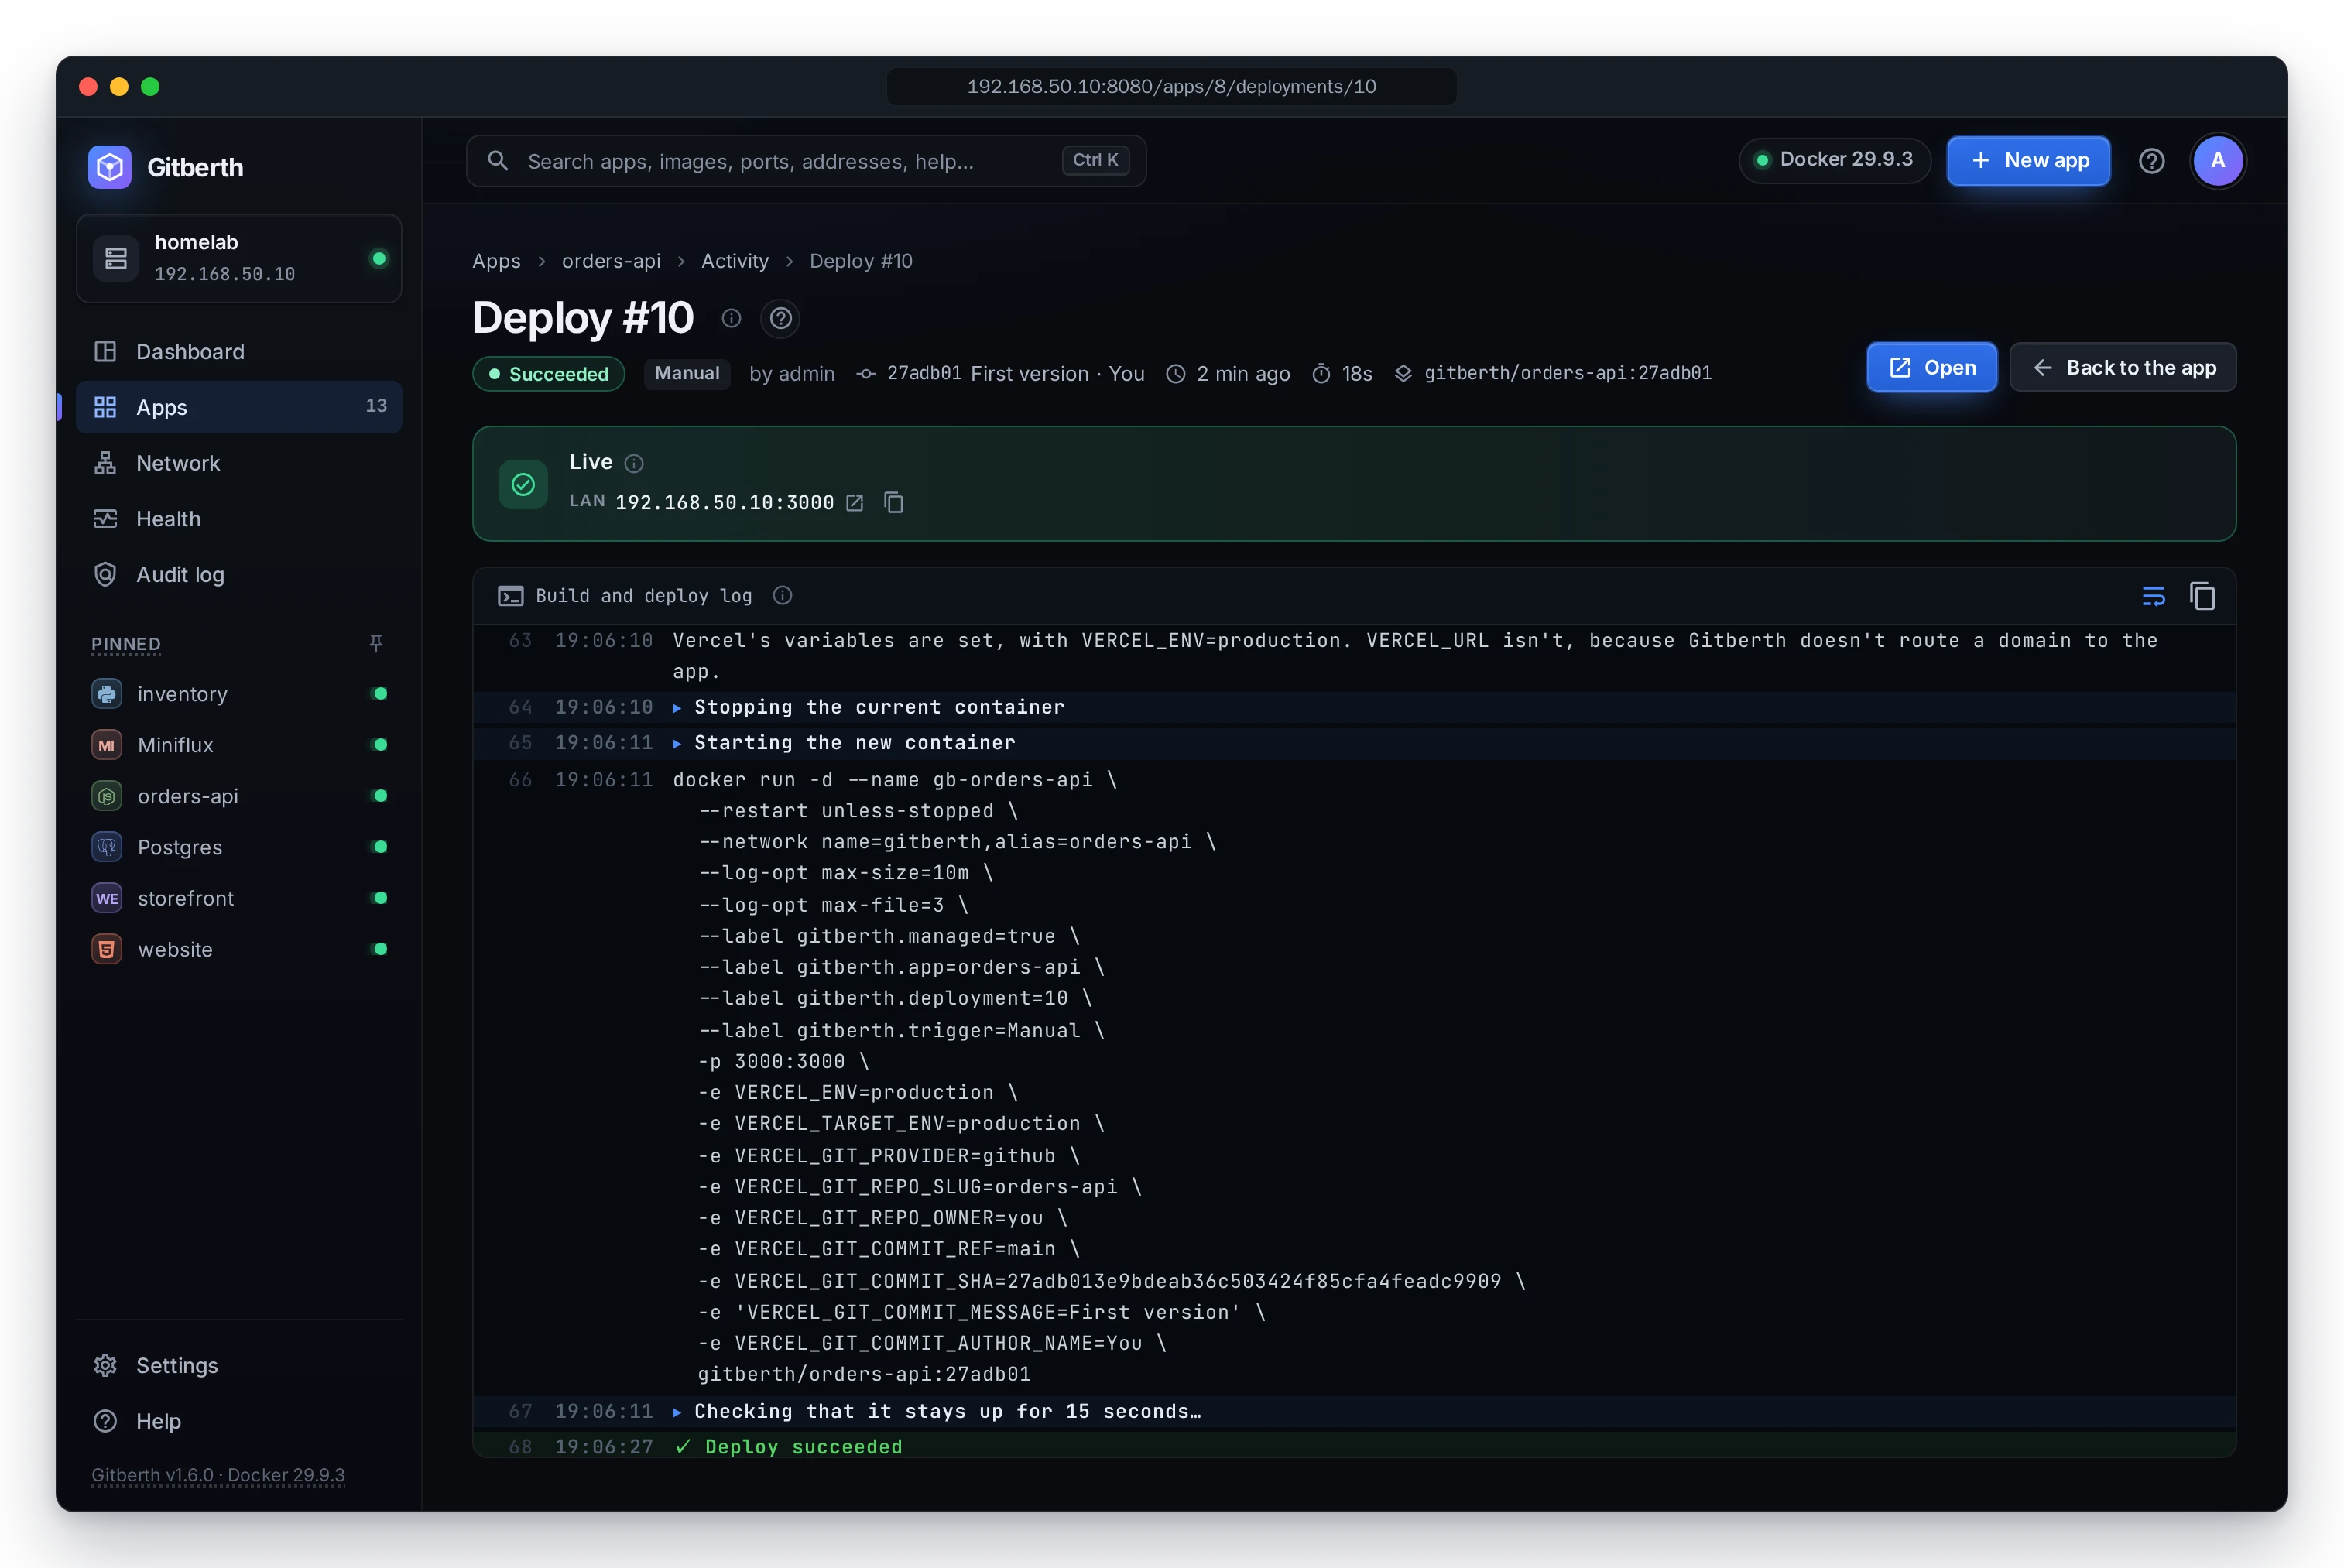 192.168.50.10:8080/apps/8/deployments/10
Gitberth
homelab
192.168.50.10
Dashboard
Apps 13
Network
Health
Audit log
PINNED
inventory
MI Miniflux
JS orders-api
Postgres
WE storefront
5 website
Settings
Help
Gitberth v1.6.0 · Docker 29.9.3
Search apps, images, ports, addresses, help... Ctrl K
Docker 29.9.3
+ New app
A
Apps > orders-api > Activity > Deploy #10
Deploy #10
Succeeded Manual by admin 27adb01 First version · You 2 min ago 18s gitberth/orders-api:27adb01
Open
Back to the app
Live
LAN 192.168.50.10:3000
Build and deploy log
63 19:06:10 Vercel's variables are set, with VERCEL_ENV=production. VERCEL_URL isn't, because Gitberth doesn't route a domain to the
app.
64 19:06:10 ▸ Stopping the current container
65 19:06:11 ▸ Starting the new container
66 19:06:11 docker run -d --name gb-orders-api \
--restart unless-stopped \
--network name=gitberth,alias=orders-api \
--log-opt max-size=10m \
--log-opt max-file=3 \
--label gitberth.managed=true \
--label gitberth.app=orders-api \
--label gitberth.deployment=10 \
--label gitberth.trigger=Manual \
-p 3000:3000 \
-e VERCEL_ENV=production \
-e VERCEL_TARGET_ENV=production \
-e VERCEL_GIT_PROVIDER=github \
-e VERCEL_GIT_REPO_SLUG=orders-api \
-e VERCEL_GIT_REPO_OWNER=you \
-e VERCEL_GIT_COMMIT_REF=main \
-e VERCEL_GIT_COMMIT_SHA=27adb013e9bdeab36c503424f85cfa4feadc9909 \
-e 'VERCEL_GIT_COMMIT_MESSAGE=First version' \
-e VERCEL_GIT_COMMIT_AUTHOR_NAME=You \
gitberth/orders-api:27adb01
67 19:06:11 ▸ Checking that it stays up for 15 seconds…
68 19:06:27 ✓ Deploy succeeded